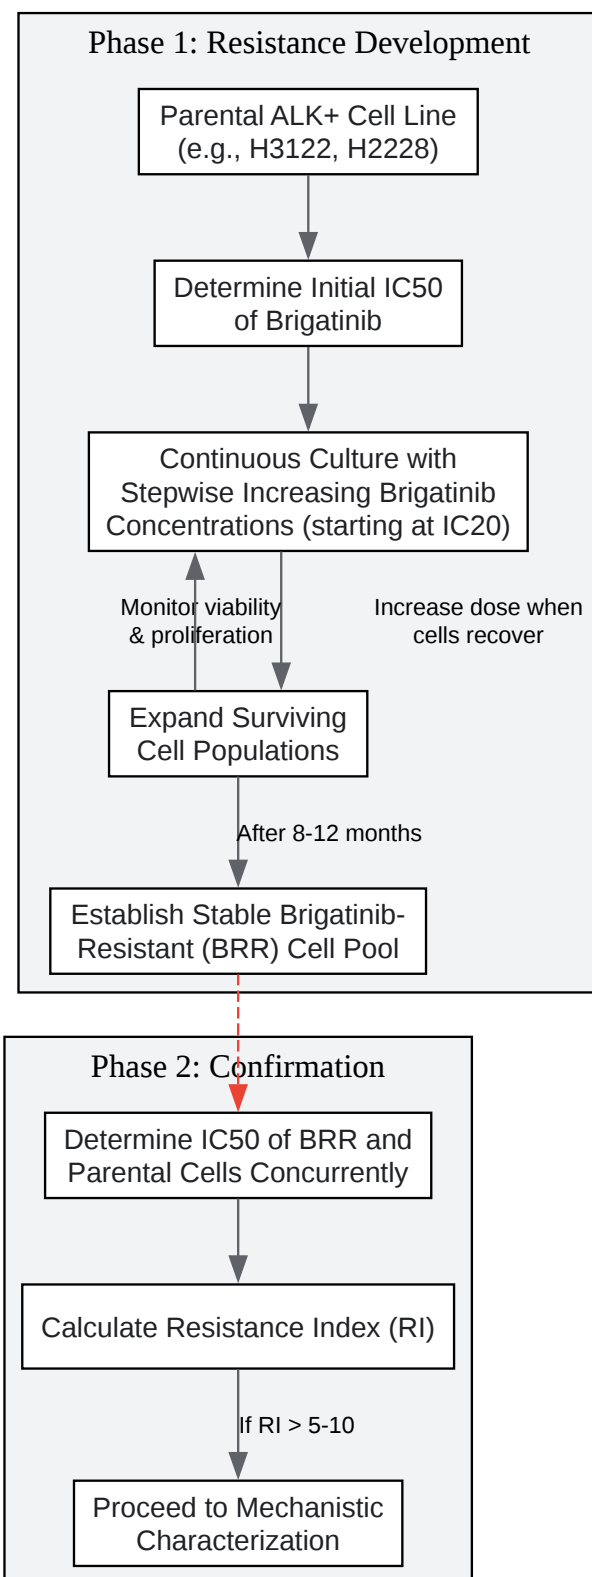 Phase 1: Resistance Development
Parental ALK+ Cell Line
(e.g., H3122, H2228)
Determine Initial IC50
of Brigatinib
Continuous Culture with
Stepwise Increasing Brigatinib
Concentrations (starting at IC20)
Monitor viability
& proliferation
Increase dose when
cells recover
Expand Surviving
Cell Populations
After 8-12 months
Establish Stable Brigatinib-
Resistant (BRR) Cell Pool
Phase 2: Confirmation
Determine IC50 of BRR and
Parental Cells Concurrently
Calculate Resistance Index (RI)
If RI > 5-10
Proceed to Mechanistic
Characterization